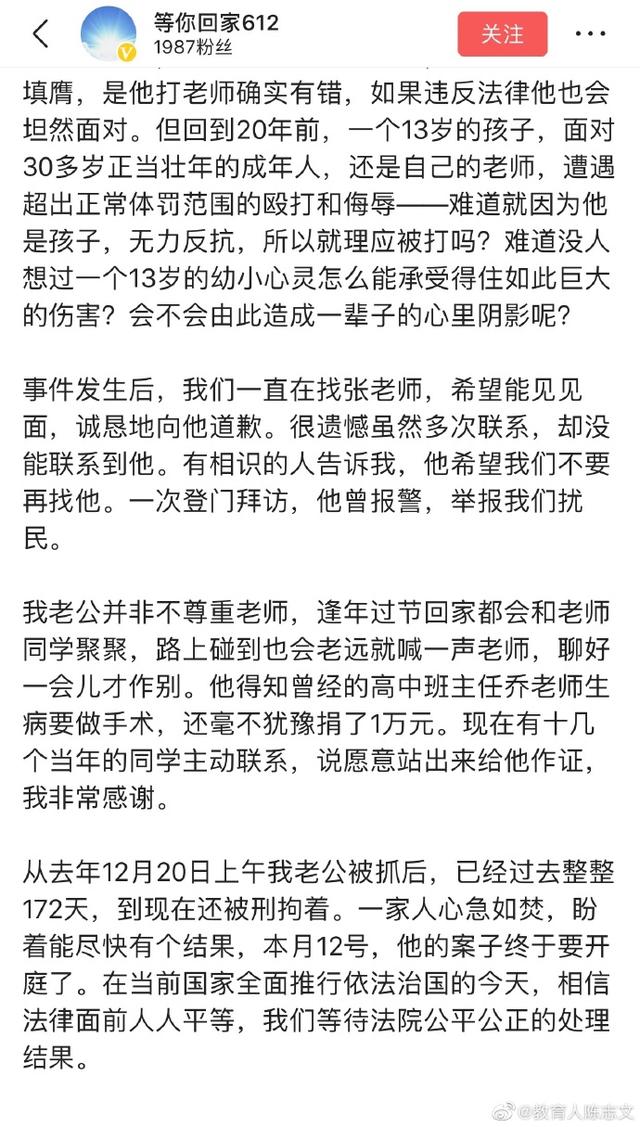 等你回家612
1987粉丝
关注
填膺，是他打老师确实有错，如果违反法律他也会
坦然面对。但回到20年前，一个13岁的孩子，面对
30多岁正当壮年的成年人，还是自己的老师，遭遇
超出正常体罚范围的殴打和侮辱——难道就因为他
是孩子，无力反抗，所以就理应被打吗？难道没人
想过一个13岁的幼小心灵怎么能承受得住如此巨大
的伤害？会不会由此造成一辈子的心里阴影呢？
事件发生后，我们一直在找张老师，希望能见见
面，诚恳地向他道歉。很遗憾虽然多次联系，却没
能联系到他。有相识的人告诉我，他希望我们不要
再找他。一次登门拜访，他曾报警，举报我们扰
民。
我老公并非不尊重老师，逢年过节回家都会和老师
同学聚聚，路上碰到也会老远就喊一声老师，聊好
一会儿才作别。他得知曾经的高中班主任乔老师生
病要做手术，还毫不犹豫捐了1万元。现在有十几
个当年的同学主动联系，说愿意站出来给他作证，
我非常感谢。
从去年12月20日上午我老公被抓后，已经过去整整
172天，到现在还被刑拘着。一家人心急如焚，盼
着能尽快有个结果，本月12号，他的案子终于要开
庭了。在当前国家全面推行依法治国的今天，相信
法律面前人人平等，我们等待法院公平公正的处理
结果。
@教育人陈志文